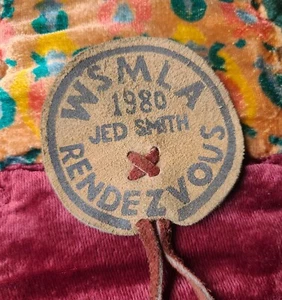 WSMLA
1980
JED SMITH
RENDEZVOUS